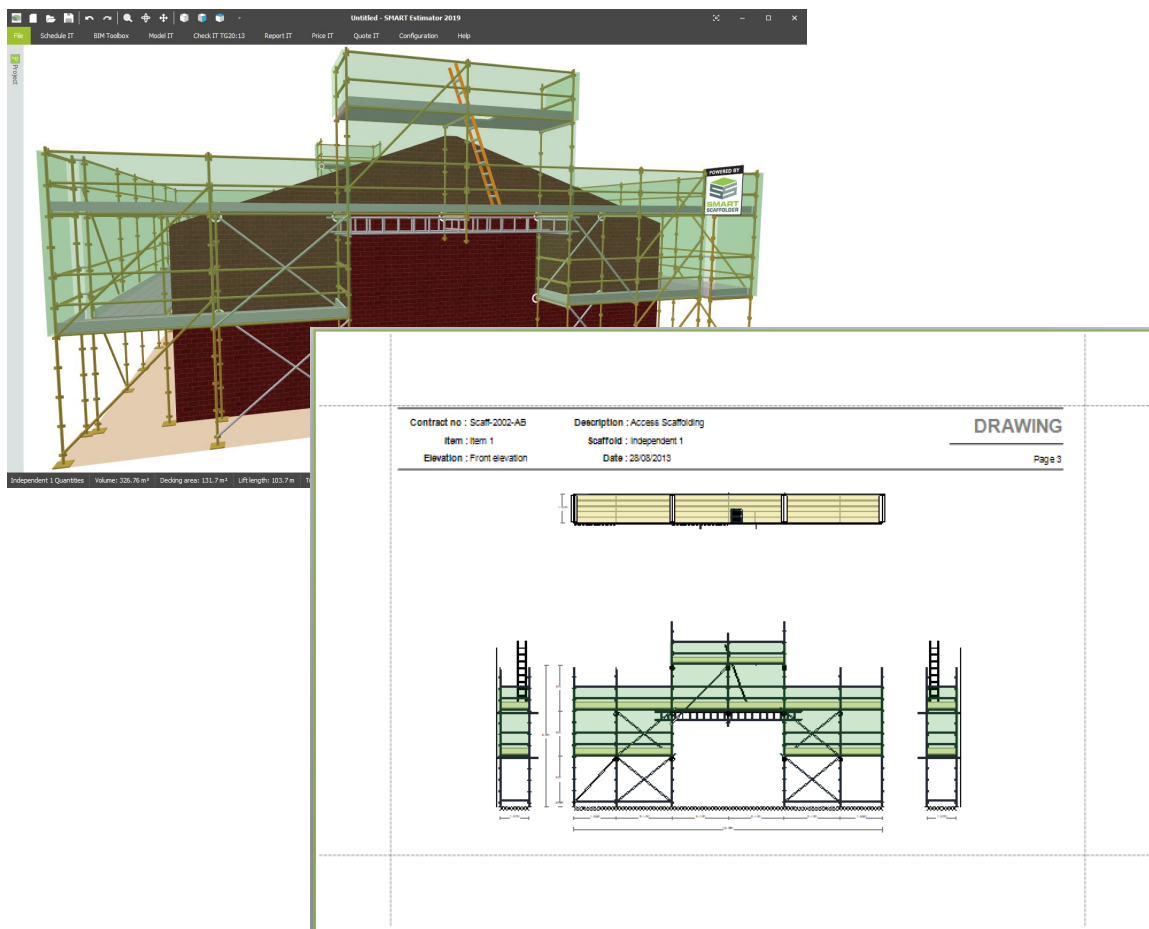 Untitled - SMART Estimator 2019
File Schedule IT BIM Toolbox Model IT Check IT TG20:13 Report IT Price IT Quote IT Configuration Help
Project
POWERED BY
SMART
SCAFFOLDER
Independent 1 Quantities Volume: 326.76 m³ Decking area: 131.7 m² Lift length: 103.7 m
Contract no : Scaff-2002-AB Description : Access Scaffolding DRAWING
Item : Item 1 Scaffold : Independent 1
Elevation : Front elevation Date : 28/08/2013 Page 3